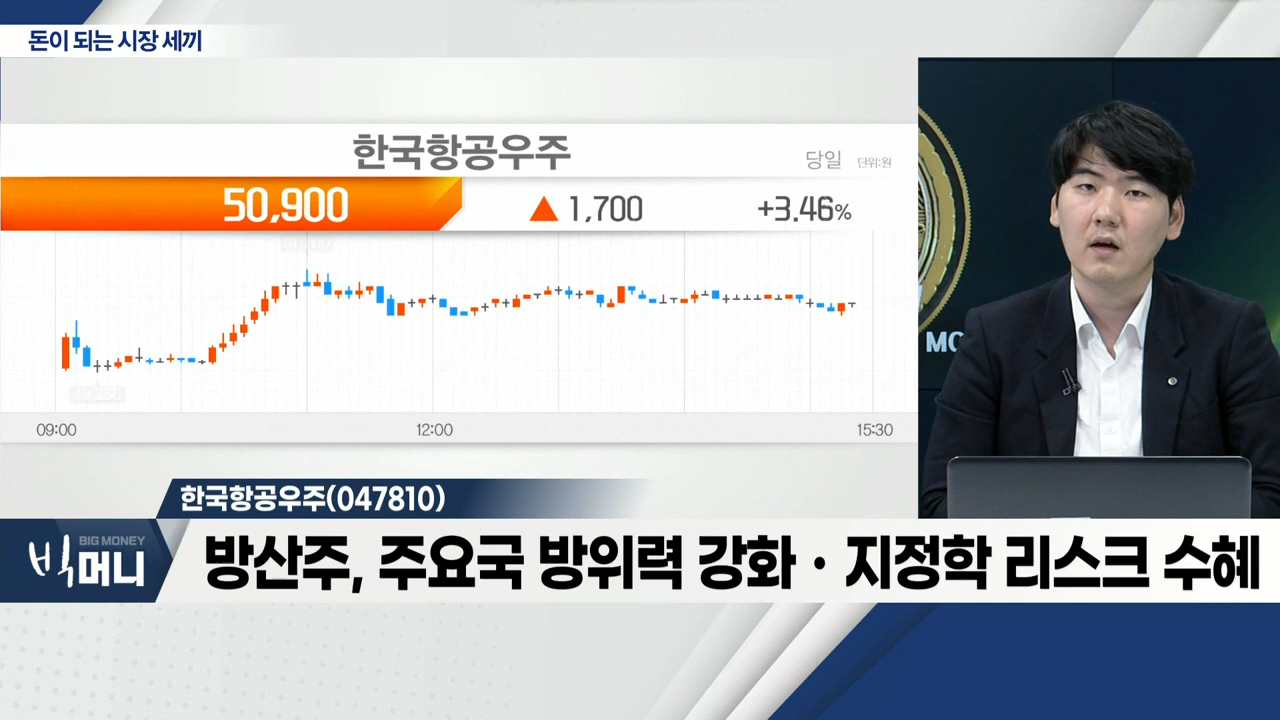 돈이 되는 시장 세끼
한국항공우주
당일 단위:원
50,900 ▲ 1,700 +3.46%
09:00 12:00 15:30
MO
한국항공우주(047810)
BIG MONEY
빅머니
방산주, 주요국 방위력 강화·지정학 리스크 수혜